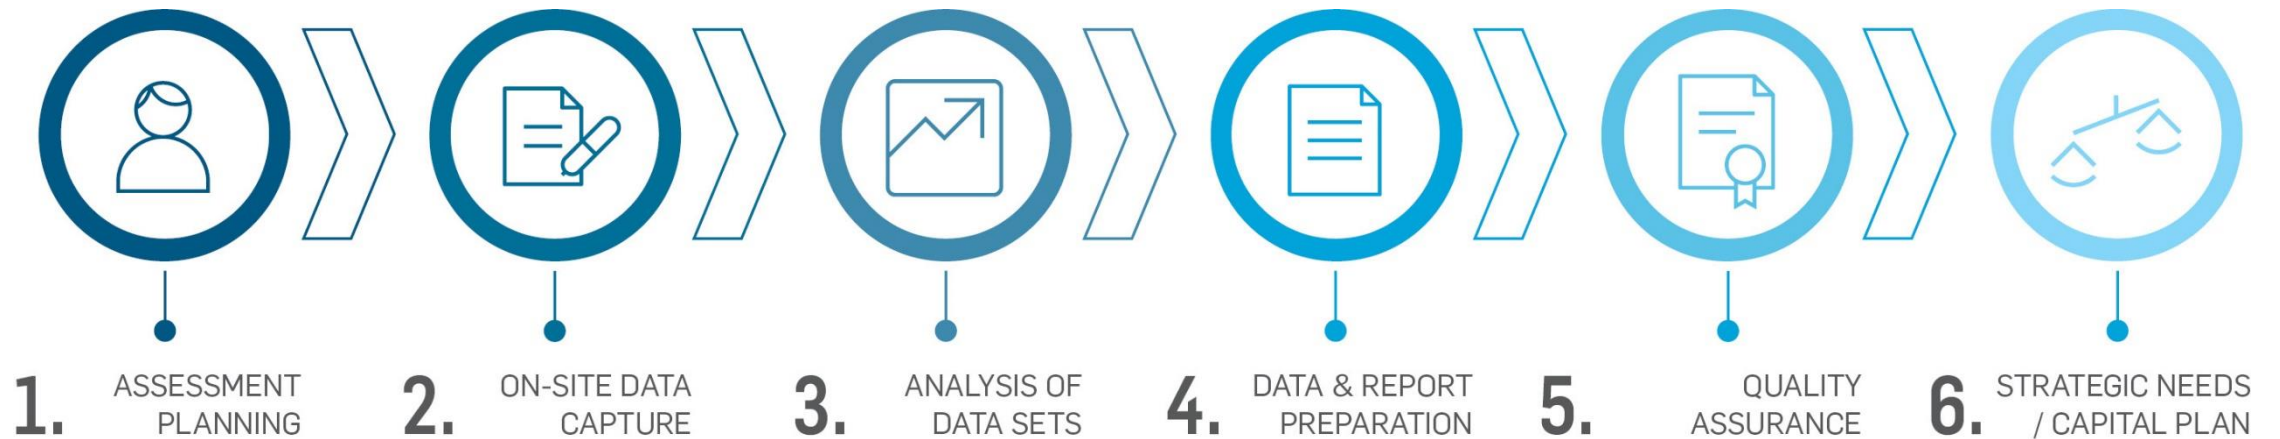 1. ASSESSMENT
PLANNING
2. ON-SITE DATA
CAPTURE
3. ANALYSIS OF
DATA SETS
4. DATA & REPORT
PREPARATION
5. QUALITY
ASSURANCE
6. STRATEGIC NEEDS
/ CAPITAL PLAN